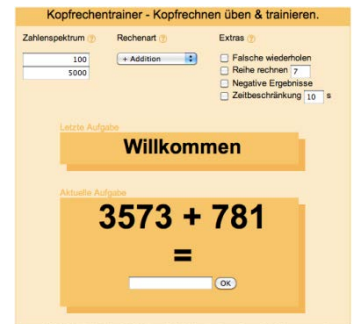 Kopfrechentrainer - Kopfrechnen üben & trainieren.
Zahlenspektrum ? Rechenart ? Extras ?
100
5000
+ Addition
Falsche wiederholen
Reihe rechnen 7
Negative Ergebnisse
Zeitbeschränkung 10 s
Letzte Aufgabe
Willkommen
Aktuelle Aufgabe
3573 + 781
=
OK